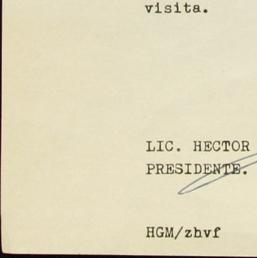 visita.
LIC. HECTOR
PRESIDENTE.
HGM/zhvf